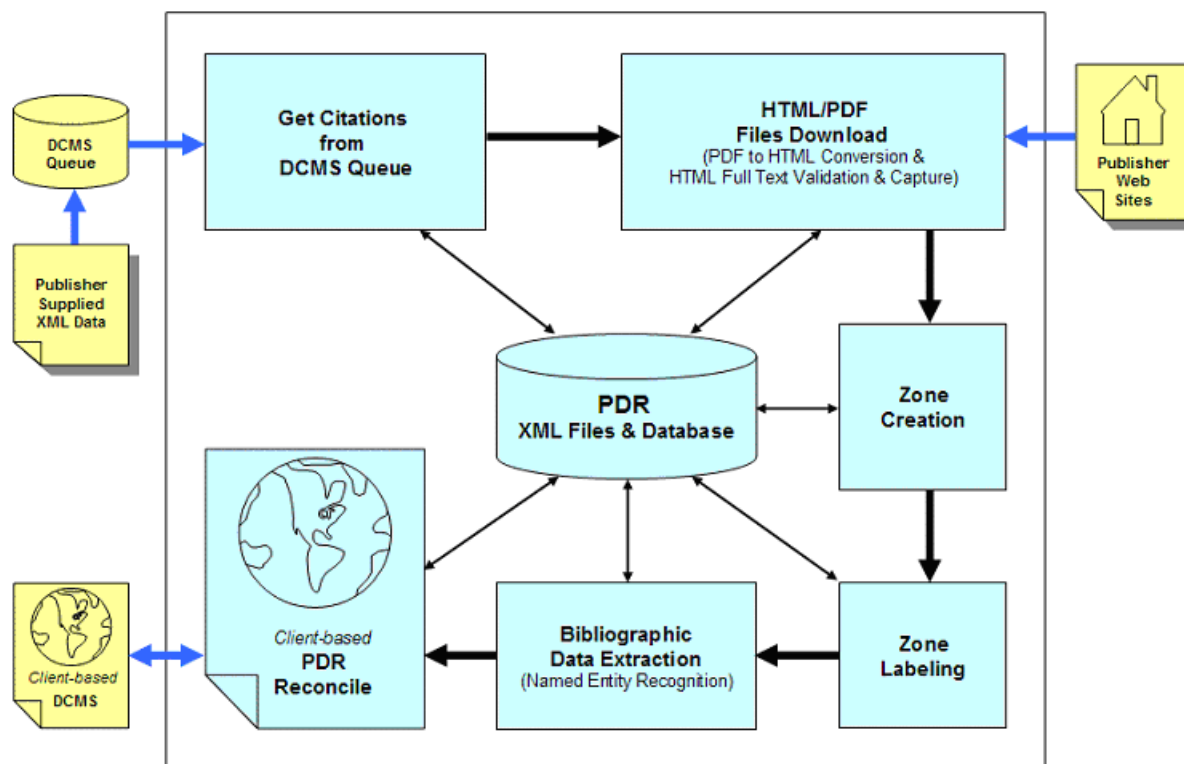 Get Citations
from
DCMS Queue
HTML/PDF
Files Download
(PDF to HTML Conversion &
HTML Full Text Validation & Capture)
DCMS
Queue
Publisher
Web
Sites
Publisher
Supplied
XML Data
PDR
XML Files & Database
Zone
Creation
Client-based
PDR
Reconcile
Bibliographic
Data Extraction
(Named Entity Recognition)
Zone
Labeling
Client-based
DCMS